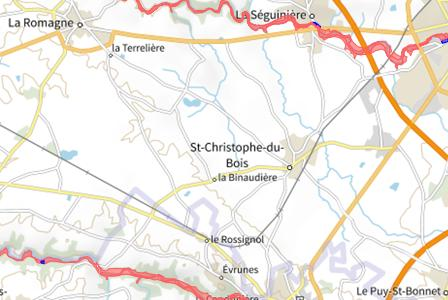 La Séguinière
La Romagne
la Terrelière
St-Christophe-du-
Bois
la Binaudière
le Rossignol
Évrunes
Le Puy-St-Bonnet